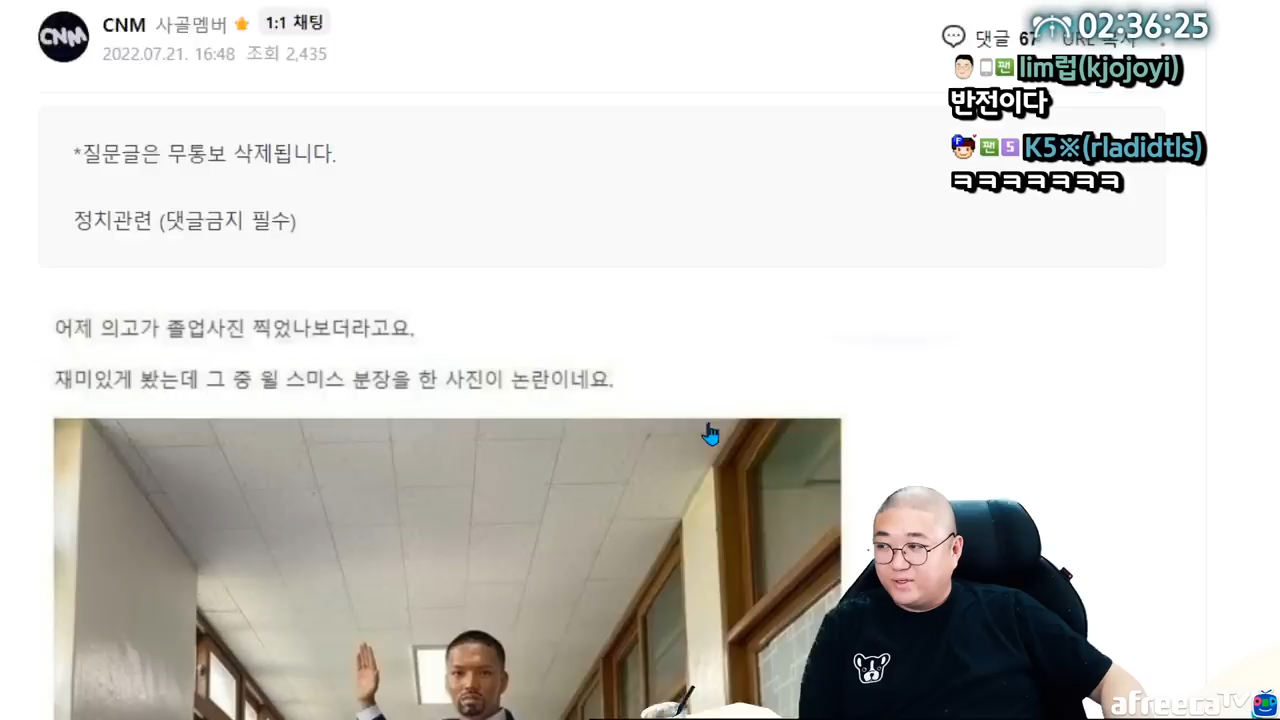 CNM
CNM 사골멤버 1:1 채팅
2022.07.21. 16:48 조회 2,435
댓글 67
02:36:25
lim럽(kjojoyi)
반전이다
K5※(rladidtls)
ㅋㅋㅋㅋㅋㅋㅋ
*질문글은 무통보 삭제됩니다.
정치관련 (댓글금지 필수)
어제 의고가 졸업사진 찍었나보더라고요.
재미있게 봤는데 그 중 윌 스미스 분장을 한 사진이 논란이네요.
afreecaTV